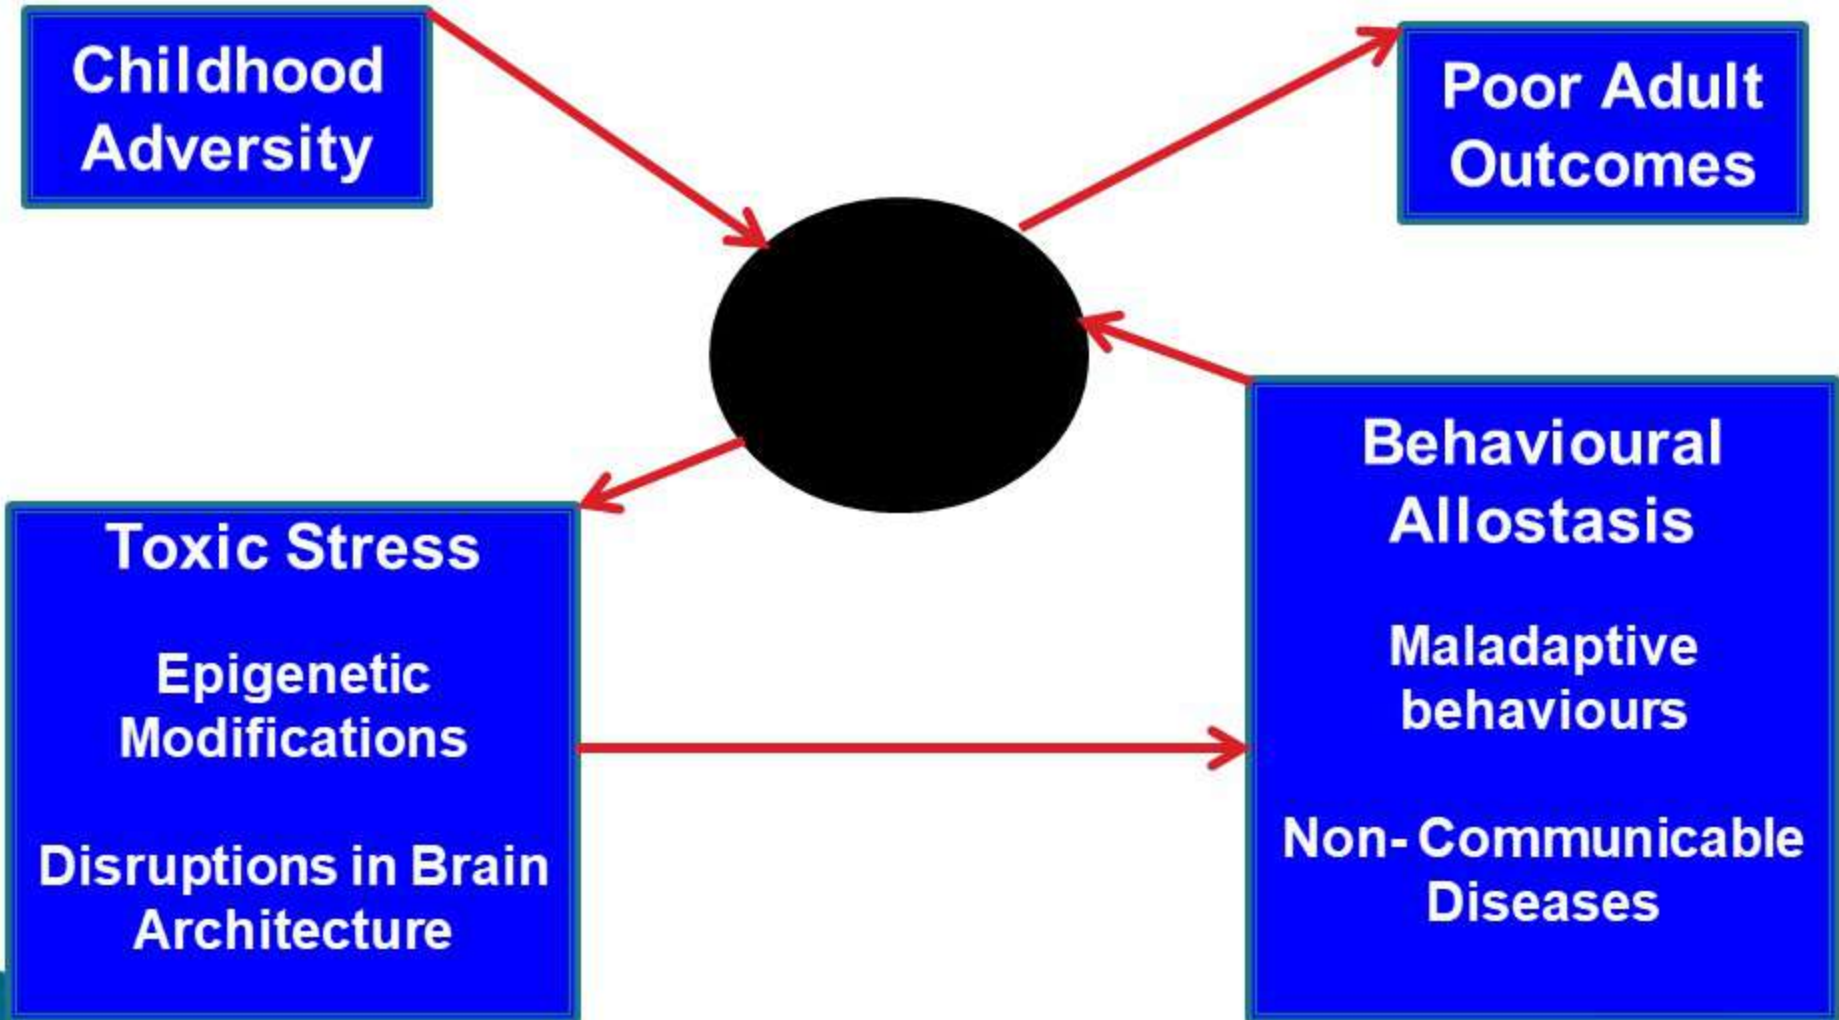 Childhood
Adversity
Poor Adult
Outcomes
Toxic Stress
Epigenetic
Modifications
Disruptions in Brain
Architecture
Behavioural
Allostasis
Maladaptive
behaviours
Non- Communicable
Diseases